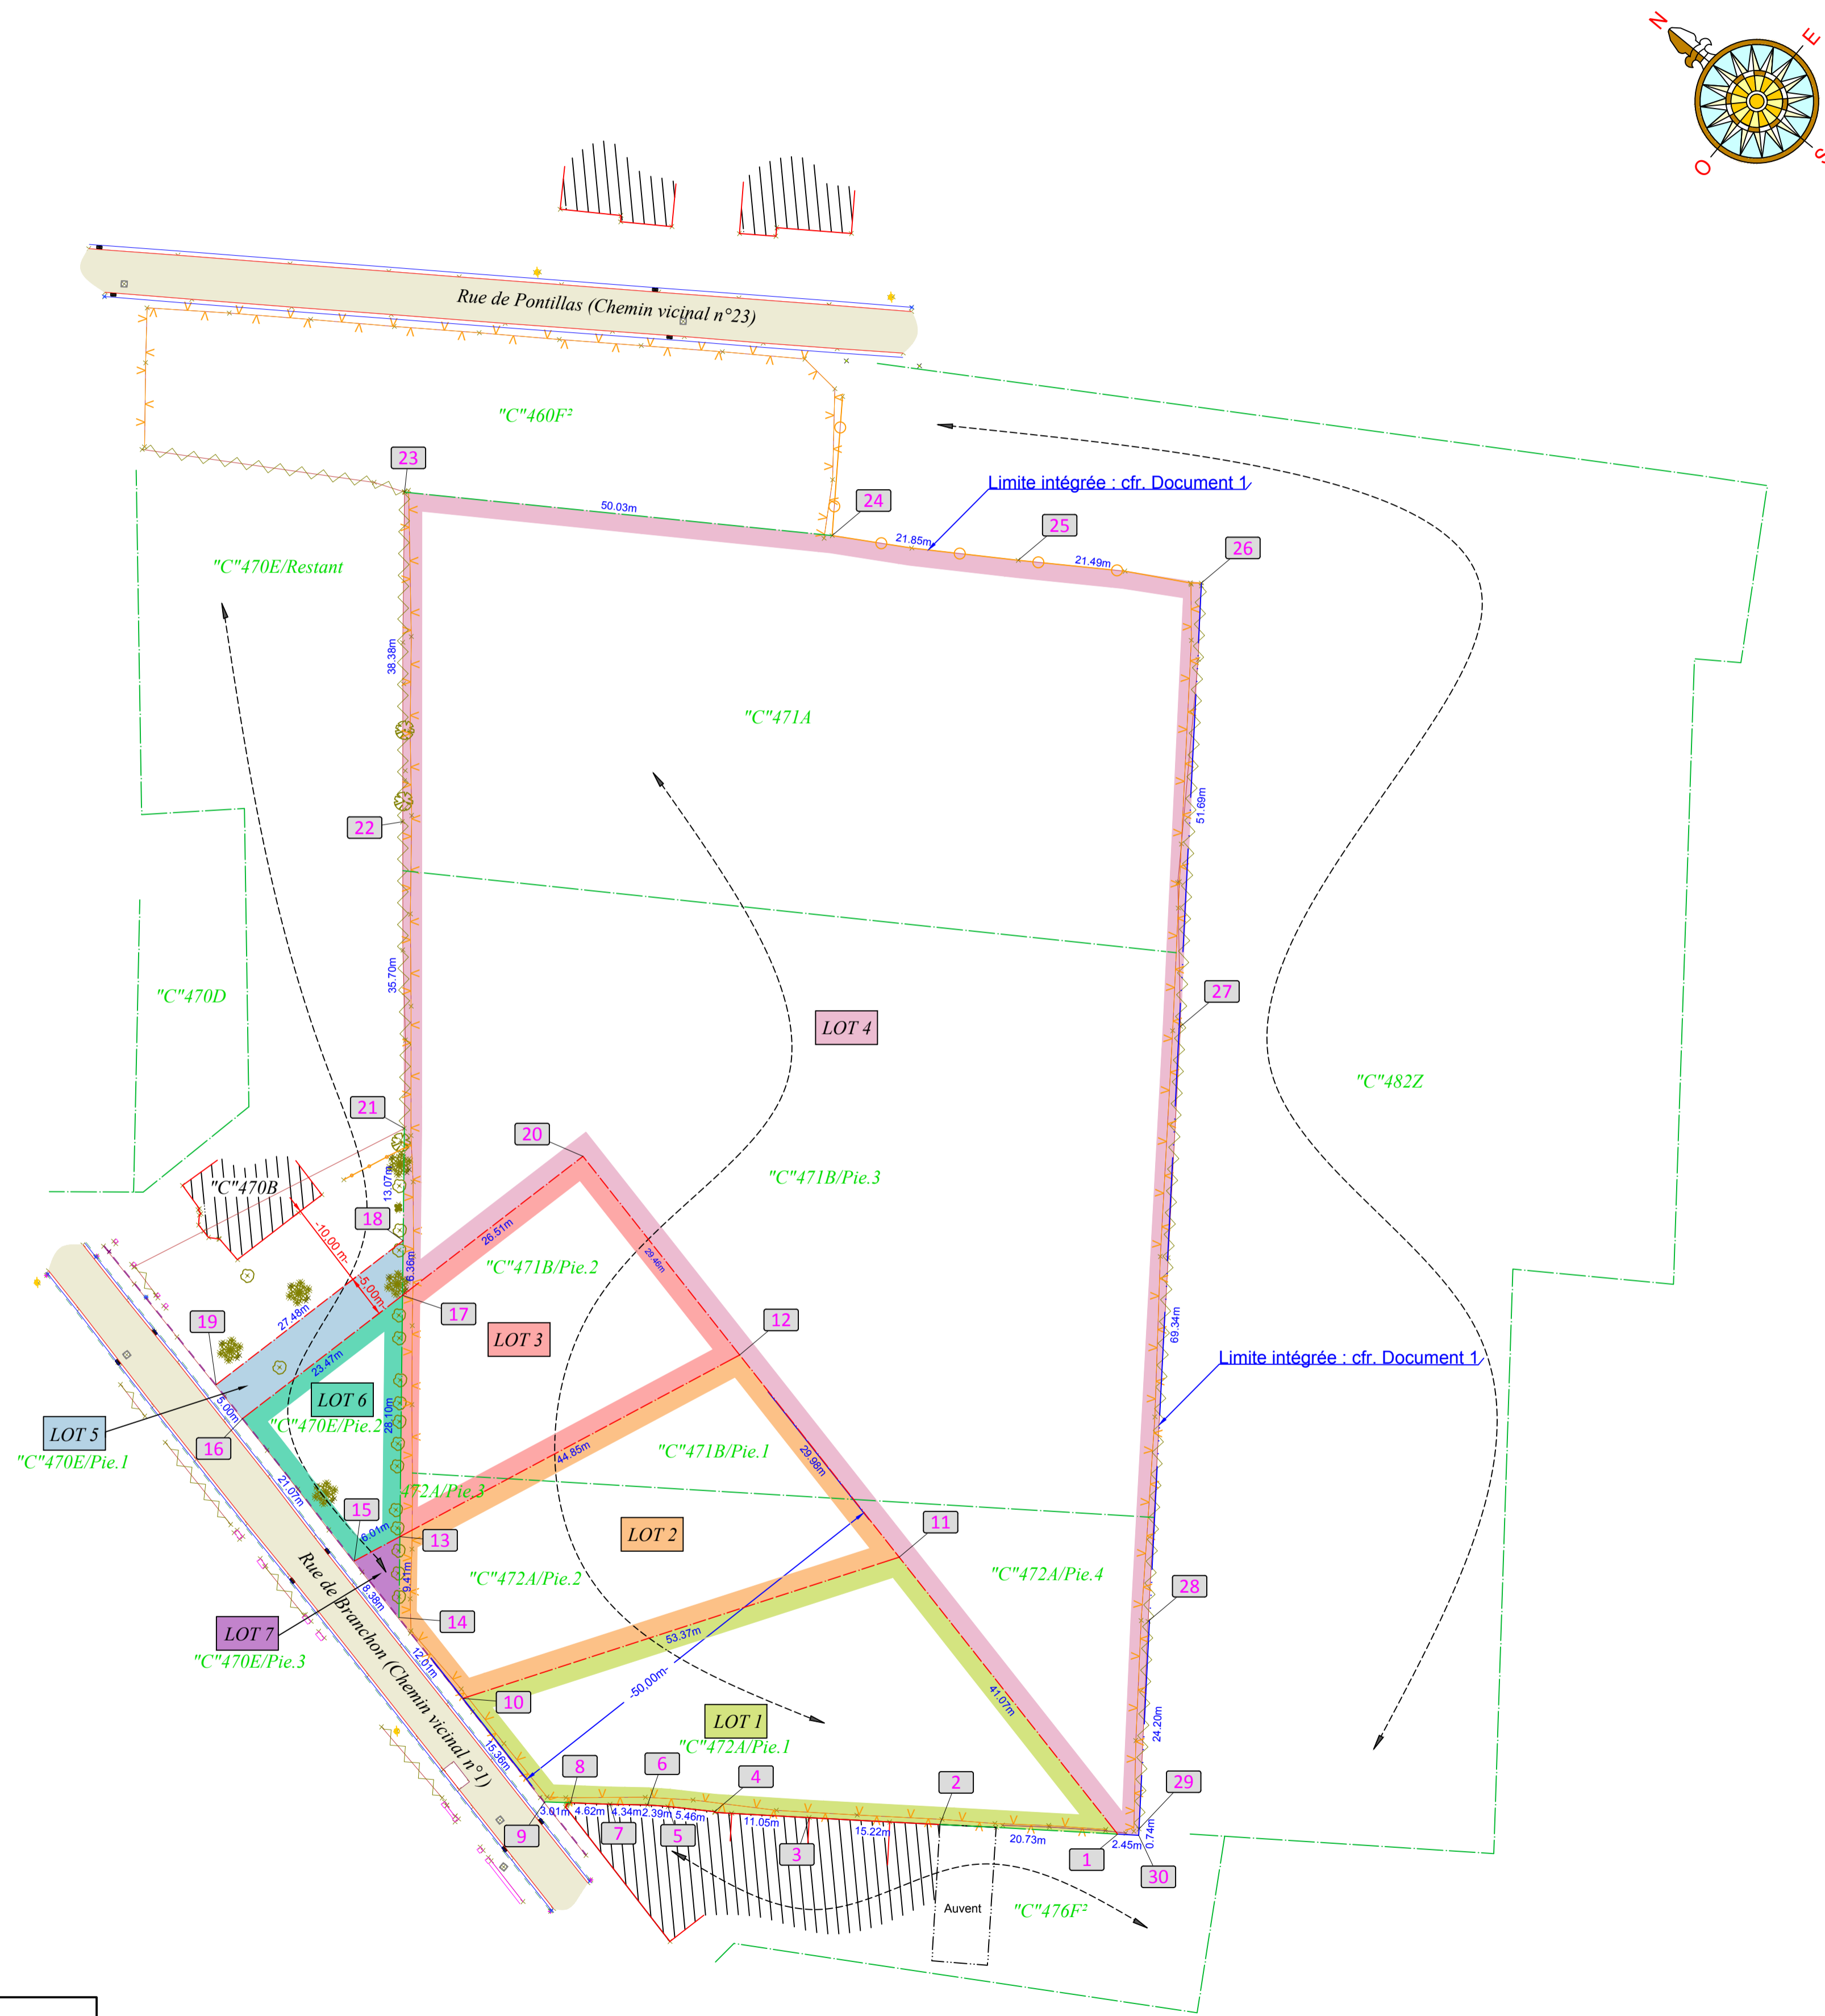 N
E
O
S
Rue de Pontillas (Chemin vicinal n°23)
"C"460F²
23
24
Limite intégrée : cfr. Document 1
50.03m
25
21.85m
26
21.49m
"C"470E/Restant
38.38m
"C"471A
51.69m
22
35.70m
"C"470D
27
LOT 4
"C"482Z
21
20
"C"471B/Pie.3
13.07m
"C"470B
18
-10,00 m-
26.51m
29.46m
6.36m
"C"471B/Pie.2
-5.00m-
17
19
27.48m
12
69.34m
LOT 3
Limite intégrée : cfr. Document 1
23.47m
LOT 6
5.00m
28.10m
"C"470E/Pie.2
LOT 5
16
"C"470E/Pie.1
44.85m
"C"471B/Pie.1
29.98m
21.07m
472A/Pie.3
15
6.01m
13
LOT 2
11
9.41m
"C"472A/Pie.2
"C"472A/Pie.4
28
8.38m
14
LOT 7
"C"470E/Pie.3
53.37m
12.01m
Rue de Branchon (Chemin vicinal n°1)
-50,00m-
10
41.07m
LOT 1
24.20m
"C"472A/Pie.1
15.36m
8
6
4
2
29
3.01m
4.62m
4.34m
2.39m
5.46m
11.05m
15.22m
20.73m
2.45m
0.74m
9
7
5
3
1
30
Auvent
"C"476F²